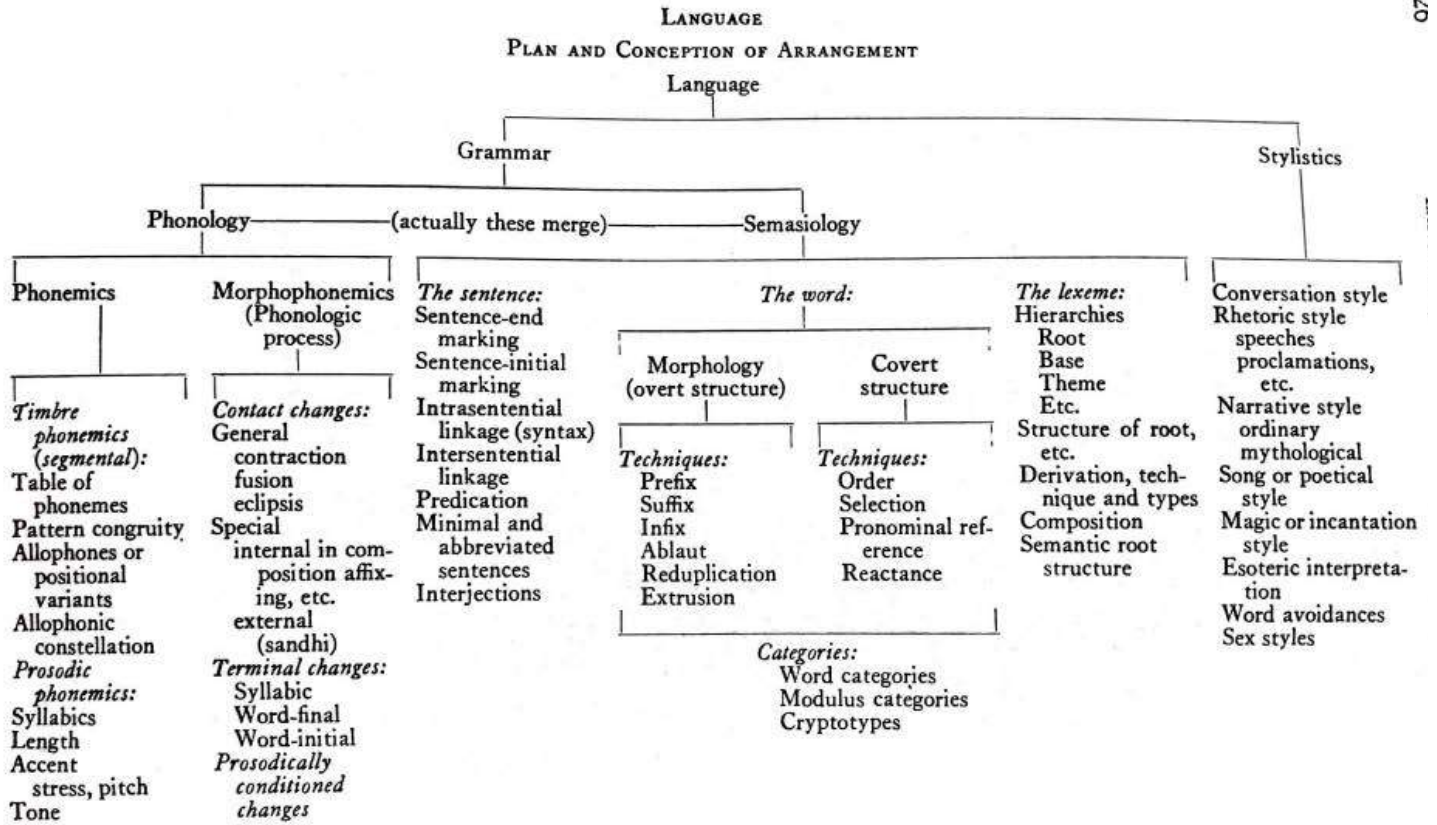 LANGUAGE
PLAN AND CONCEPTION OF ARRANGEMENT
Language
Grammar
Stylistics
Phonology
(actually these merge)
Semasiology
Phonemics
Timbre
phonemics
(segmental):
Table of
phonemes
Pattern congruity
Allophones or
positional
variants
Allophonic
constellation
Prosodic
phonemics:
Syllabics
Length
Accent
stress, pitch
Tone
Morphophonemics
(Phonologic
process)
Contact changes:
General
contraction
fusion
eclipsis
Special
internal in com-
position affix-
ing, etc.
external
(sandhi)
Terminal changes:
Syllabic
Word-final
Word-initial
Prosodically
conditioned
changes
The sentence:
Sentence-end
marking
Sentence-initial
marking
Intrasentential
linkage (syntax)
Intersentential
linkage
Predication
Minimal and
abbreviated
sentences
Interjections
The word:
Morphology
(overt structure)
Techniques:
Prefix
Suffix
Infix
Ablaut
Reduplication
Extrusion
Covert
structure
Techniques:
Order
Selection
Pronominal ref-
erence
Reactance
Categories:
Word categories
Modulus categories
Cryptotypes
The lexeme:
Hierarchies
Root
Base
Theme
Etc.
Structure of root,
etc.
Derivation, tech-
nique and types
Composition
Semantic root
structure
Conversation style
Rhetoric style
speeches
proclamations,
etc.
Narrative style
ordinary
mythological
Song or poetical
style
Magic or incantation
style
Esoteric interpreta-
tion
Word avoidances
Sex styles